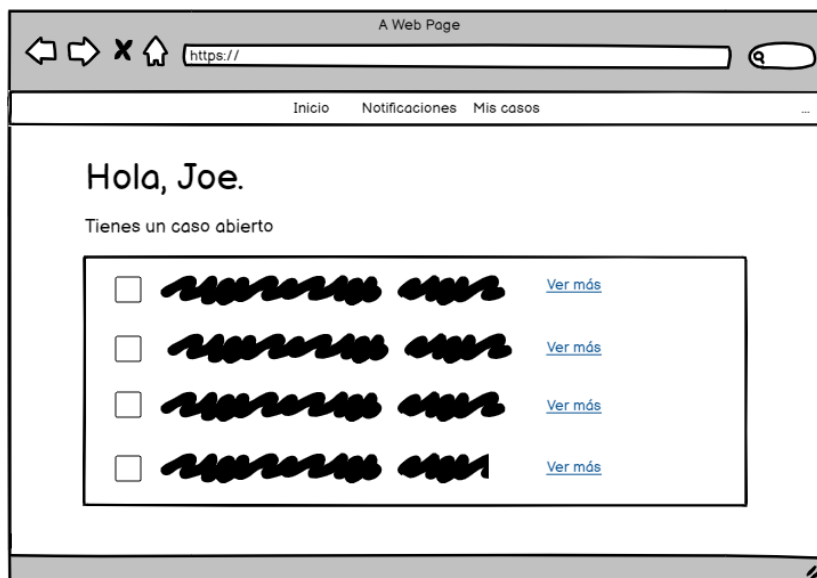 A Web Page
https://
Inicio Notificaciones Mis casos ...
Hola, Joe.
Tienes un caso abierto
Ver más
Ver más
Ver más
Ver más